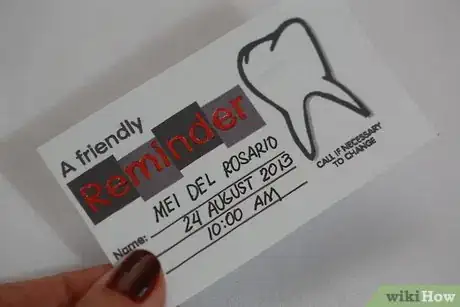 A friendly
Reminder
Name: MEI DEL ROSARIO
24 AUGUST 2013
10:00 AM
CALL IF NECESSARY
TO CHANGE
wikiHow